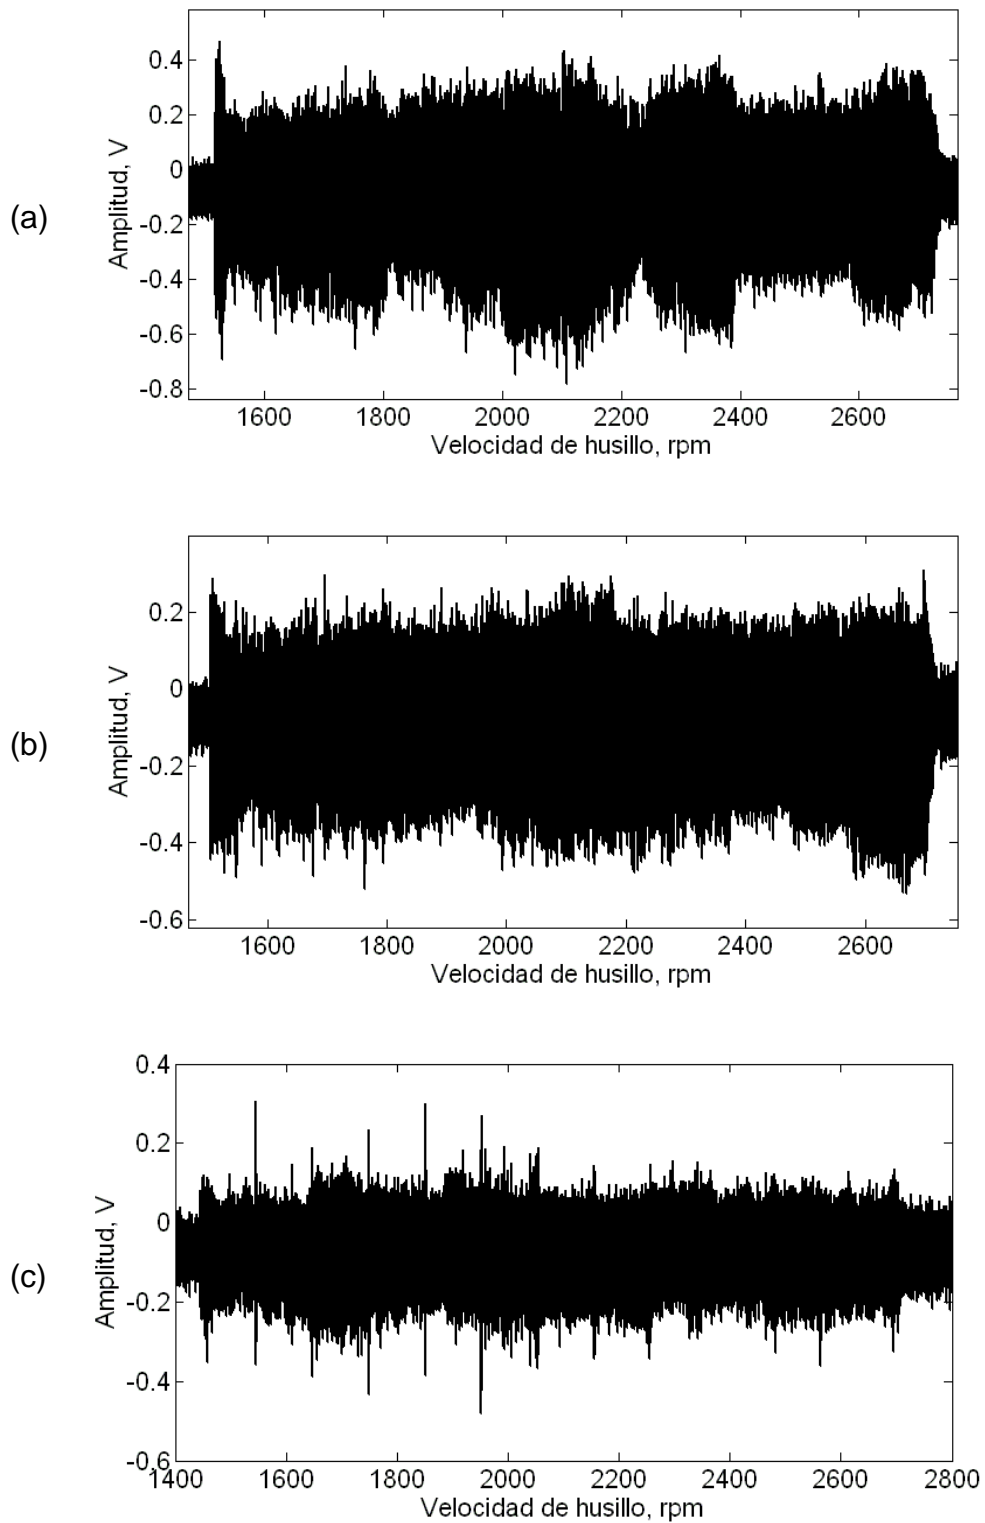 0.4
0.2
0
-0.2
-0.4
-0.6
-0.8
Amplitud, V
(a)
1600 1800 2000 2200 2400 2600
Velocidad de husillo, rpm
0.2
0
-0.2
-0.4
-0.6
Amplitud, V
(b)
1600 1800 2000 2200 2400 2600
Velocidad de husillo, rpm
0.4
0.2
0
-0.2
-0.4
-0.6
Amplitud, V
(c)
1400 1600 1800 2000 2200 2400 2600 2800
Velocidad de husillo, rpm